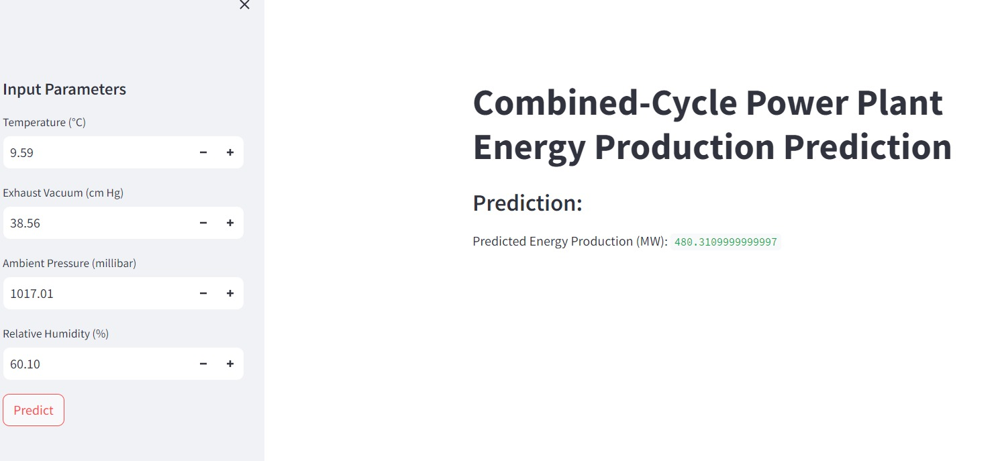 Input Parameters
Temperature (°C)
9.59
Exhaust Vacuum (cm Hg)
38.56
Ambient Pressure (millibar)
1017.01
Relative Humidity (%)
60.10
Predict
Combined-Cycle Power Plant
Energy Production Prediction
Prediction:
Predicted Energy Production (MW): 480.3109999999997